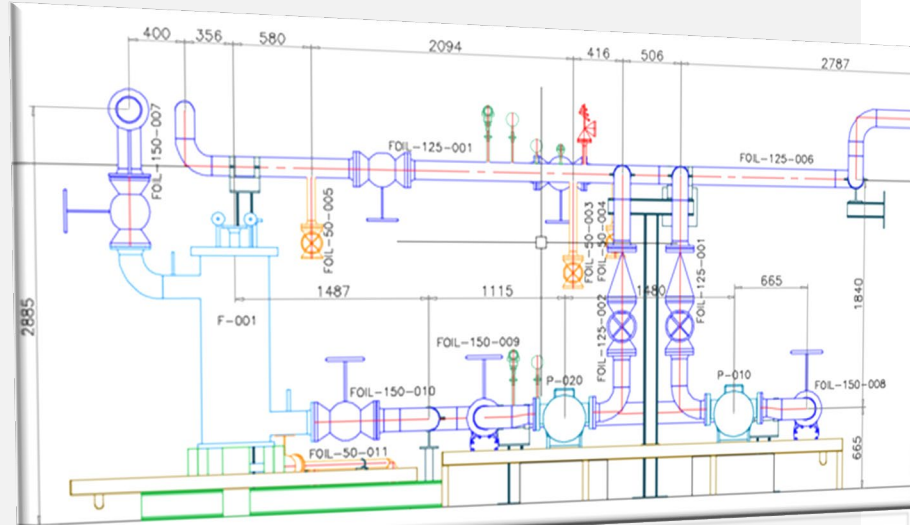 400
356
580
2094
416
506
2787
FOIL-150-007
FOIL-125-001
FOIL-125-006
FOIL-50-005
FOIL-50-003
FOIL-50-004
FOIL-125-001
2885
1487
1115
1480
665
1840
F-001
FOIL-125-002
FOIL-150-009
P-020
P-010
FOIL-150-010
FOIL-150-008
FOIL-50-011
665